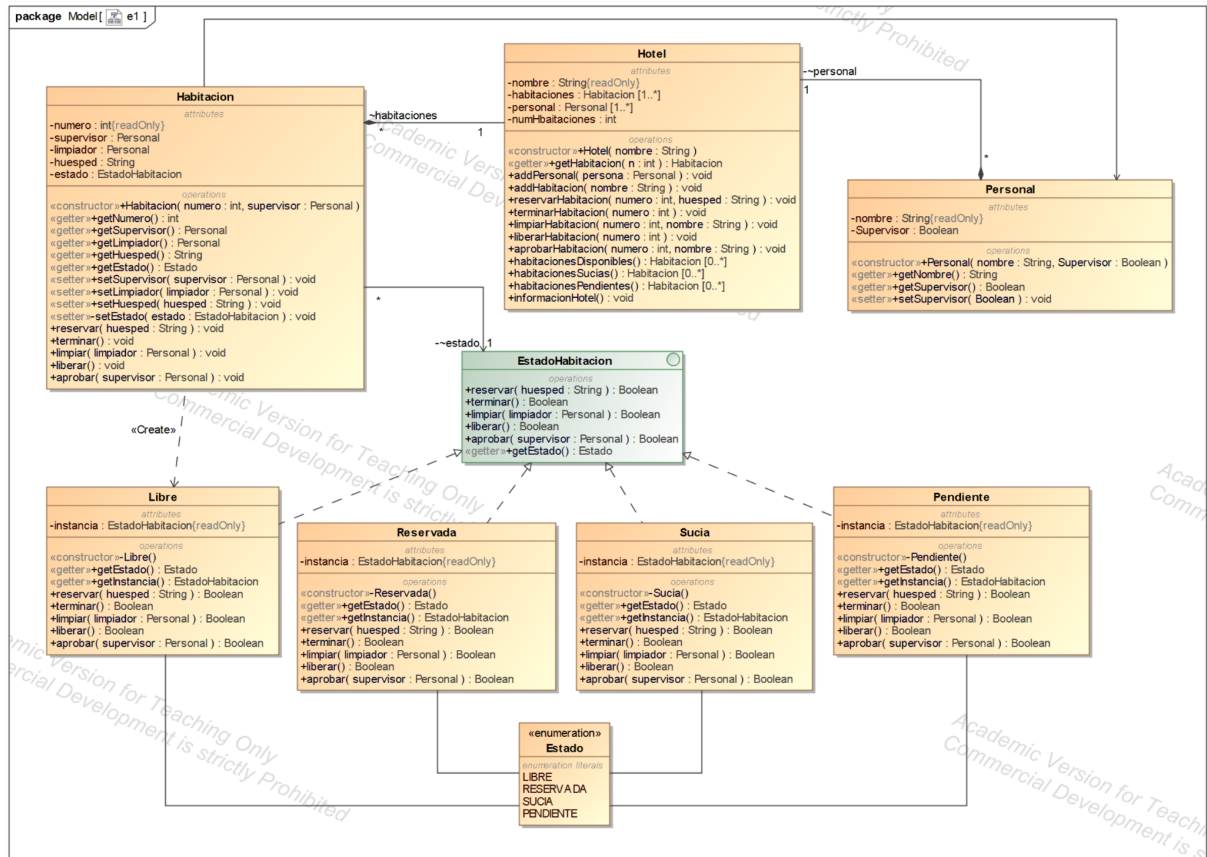 package Model[ e1 ]
Habitacion
attributes
-numero : int{readOnly}
-supervisor : Personal
-limpiador : Personal
-huesped : String
-estado : EstadoHabitacion
operations
«constructor»+Habitacion( numero : int, supervisor : Personal )
«getter»+getNumero() : int
«getter»+getSupervisor() : Personal
«getter»+getLimpiador() : Personal
«getter»+getHuesped() : String
«getter»+getEstado() : Estado
«setter»+setSupervisor( supervisor : Personal ) : void
«setter»+setLimpiador( limpiador : Personal ) : void
«setter»+setHuesped( huesped : String ) : void
«setter»-setEstado( estado : EstadoHabitacion ) : void
+reservar( huesped : String ) : void
+terminar() : void
+limpiar( limpiador : Personal ) : void
+liberar() : void
+aprobar( supervisor : Personal ) : void
~habitaciones
*
1
Hotel
attributes
-nombre : String{readOnly}
-habitaciones : Habitacion [1..*]
-personal : Personal [1..*]
-numHbaitaciones : int
operations
«constructor»+Hotel( nombre : String )
«getter»+getHabitacion( n : int ) : Habitacion
+addPersonal( persona : Personal ) : void
+addHabitacion( nombre : String ) : void
+reservarHabitacion( numero : int, huesped : String ) : void
+terminarHabitacion( numero : int ) : void
+limpiarHabitacion( numero : int, nombre : String ) : void
+liberarHabitacion( numero : int ) : void
+aprobarHabitacion( numero : int, nombre : String ) : void
+habitacionesDisponibles() : Habitacion [0..*]
+habitacionesSucias() : Habitacion [0..*]
+habitacionesPendientes() : Habitacion [0..*]
+informacionHotel() : void
-~personal
1
*
Personal
attributes
-nombre : String{readOnly}
-Supervisor : Boolean
operations
«constructor»+Personal( nombre : String, Supervisor : Boolean )
«getter»+getNombre() : String
«getter»+getSupervisor() : Boolean
«setter»+setSupervisor( Boolean ) : void
*
-~estado
1
EstadoHabitacion
operations
+reservar( huesped : String ) : Boolean
+terminar() : Boolean
+limpiar( limpiador : Personal ) : Boolean
+liberar() : Boolean
+aprobar( supervisor : Personal ) : Boolean
«getter»+getEstado() : Estado
«Create»
Libre
attributes
-instancia : EstadoHabitacion{readOnly}
operations
«constructor»-Libre()
«getter»+getEstado() : Estado
«getter»+getInstancia() : EstadoHabitacion
+reservar( huesped : String ) : Boolean
+terminar() : Boolean
+limpiar( limpiador : Personal ) : Boolean
+liberar() : Boolean
+aprobar( supervisor : Personal ) : Boolean
Reservada
attributes
-instancia : EstadoHabitacion{readOnly}
operations
«constructor»-Reservada()
«getter»+getEstado() : Estado
«getter»+getInstancia() : EstadoHabitacion
+reservar( huesped : String ) : Boolean
+terminar() : Boolean
+limpiar( limpiador : Personal ) : Boolean
+liberar() : Boolean
+aprobar( supervisor : Personal ) : Boolean
Sucia
attributes
-instancia : EstadoHabitacion{readOnly}
operations
«constructor»-Sucia()
«getter»+getEstado() : Estado
«getter»+getInstancia() : EstadoHabitacion
+reservar( huesped : String ) : Boolean
+terminar() : Boolean
+limpiar( limpiador : Personal ) : Boolean
+liberar() : Boolean
+aprobar( supervisor : Personal ) : Boolean
Pendiente
attributes
-instancia : EstadoHabitacion{readOnly}
operations
«constructor»-Pendiente()
«getter»+getEstado() : Estado
«getter»+getInstancia() : EstadoHabitacion
+reservar( huesped : String ) : Boolean
+terminar() : Boolean
+limpiar( limpiador : Personal ) : Boolean
+liberar() : Boolean
+aprobar( supervisor : Personal ) : Boolean
«enumeration»
Estado
enumeration literals
LIBRE
RESERVADA
SUCIA
PENDIENTE
Academic Version for Teaching
Commercial Development is strictly
Version for Teaching Only
Commercial Development is strictly Prohibited